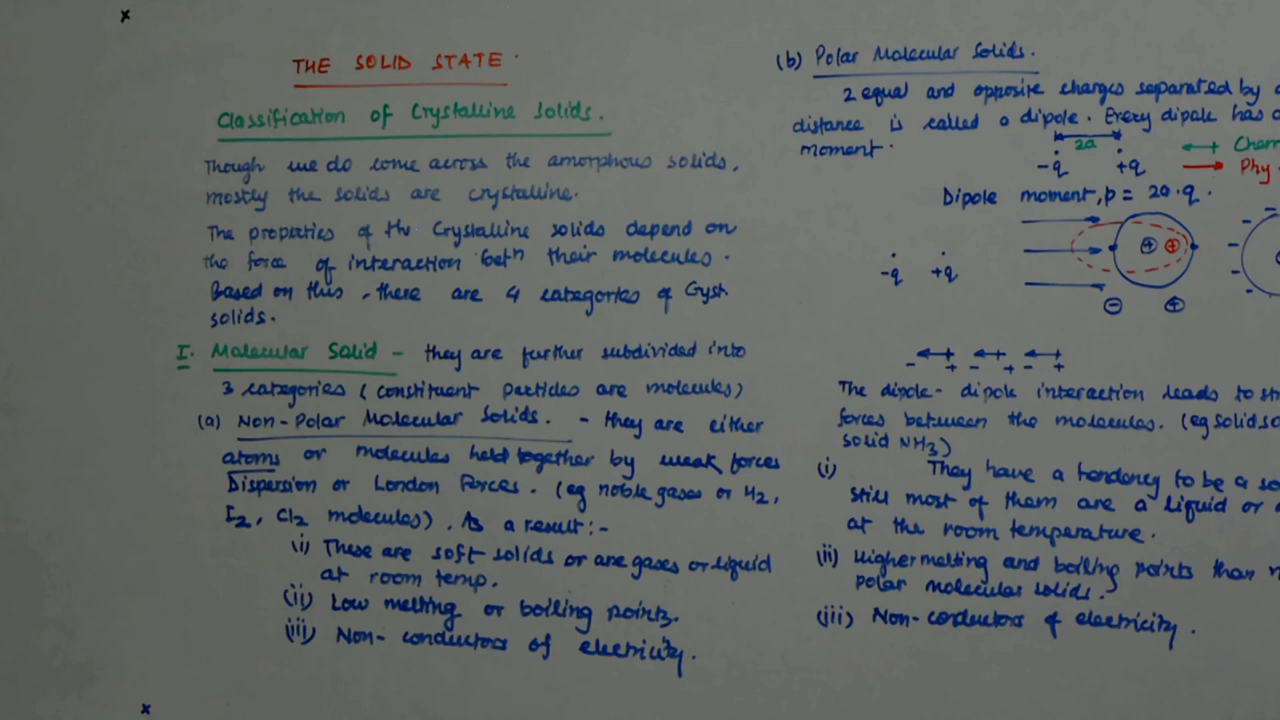 THE SOLID STATE.
Classification of Crystalline Solids.
Though we do come across the amorphous solids,
mostly the solids are crystalline.
The properties of the Crystalline solids depend on
the force of interaction betⁿ their molecules.
Based on this, there are 4 categories of Cryst.
solids.
I. Molecular Solid - they are further subdivided into
3 categories (constituent particles are molecules)
(a) Non-Polar Molecular Solids. - they are either
atoms or molecules held together by weak forces
Dispersion or London Forces. (eg noble gases or H2,
I2, Cl2 molecules). As a result:-
(i) These are soft solids or are gases or liquid
at room temp.
(ii) Low melting or boiling points.
(iii) Non-conductors of electricity.
(b) Polar Molecular Solids.
2 equal and opposite charges separated by
distance is called a dipole. Every dipole has
moment.
2a
-q +q
Chem
Phy
Dipole moment, p = 2a.q.
-q +q
+ +
- +
- + - + - +
The dipole-dipole interaction leads to
forces between the molecules. (eg solid
solid NH3)
(i) They have a tendency to be a
still most of them are a liquid or
at the room temperature.
(ii) Higher melting and boiling points than
polar molecular solids.
(iii) Non-conductors of electricity.